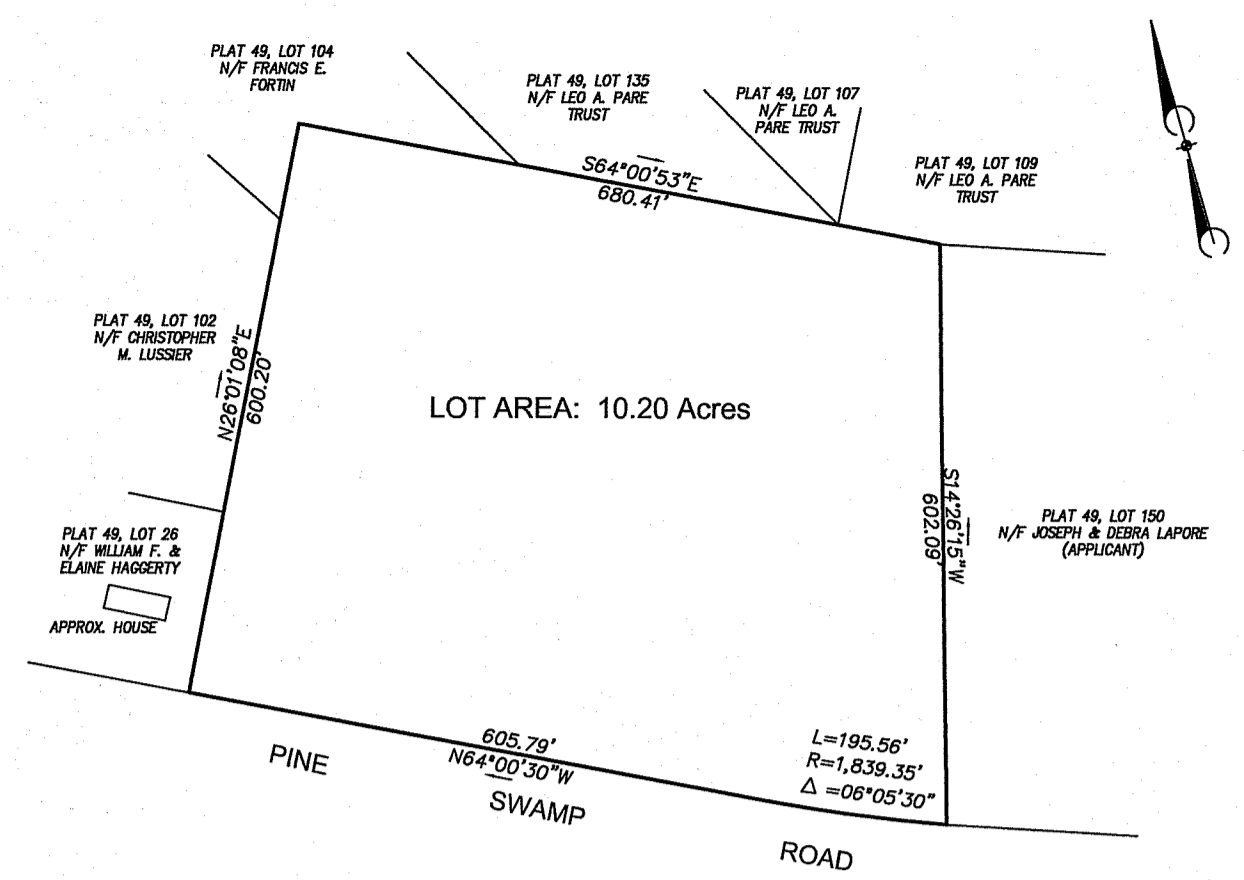 PLAT 49, LOT 104
N/F FRANCIS E.
FORTIN
PLAT 49, LOT 135
N/F LEO A. PARE
TRUST
PLAT 49, LOT 107
N/F LEO A.
PARE TRUST
PLAT 49, LOT 109
N/F LEO A. PARE
TRUST
S64°00'53"E
680.41'
PLAT 49, LOT 102
N/F CHRISTOPHER
M. LUSSIER
N26°01'08"E
600.20'
LOT AREA: 10.20 Acres
S14°26'15"W
602.09'
PLAT 49, LOT 150
N/F JOSEPH & DEBRA LAPORE
(APPLICANT)
PLAT 49, LOT 26
N/F WILLIAM F. &
ELAINE HAGGERTY
APPROX. HOUSE
605.79'
N64°00'30"W
L=195.56'
R=1,839.35'
Δ =06°05'30"
PINE
SWAMP
ROAD